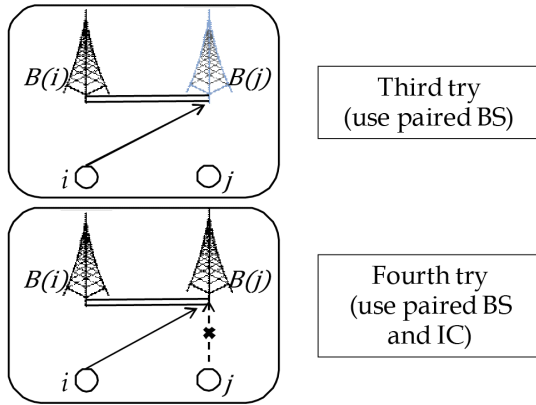 B(i) B(j)
Third try
(use paired BS)
i j
B(i) B(j)
Fourth try
(use paired BS
and IC)
i j